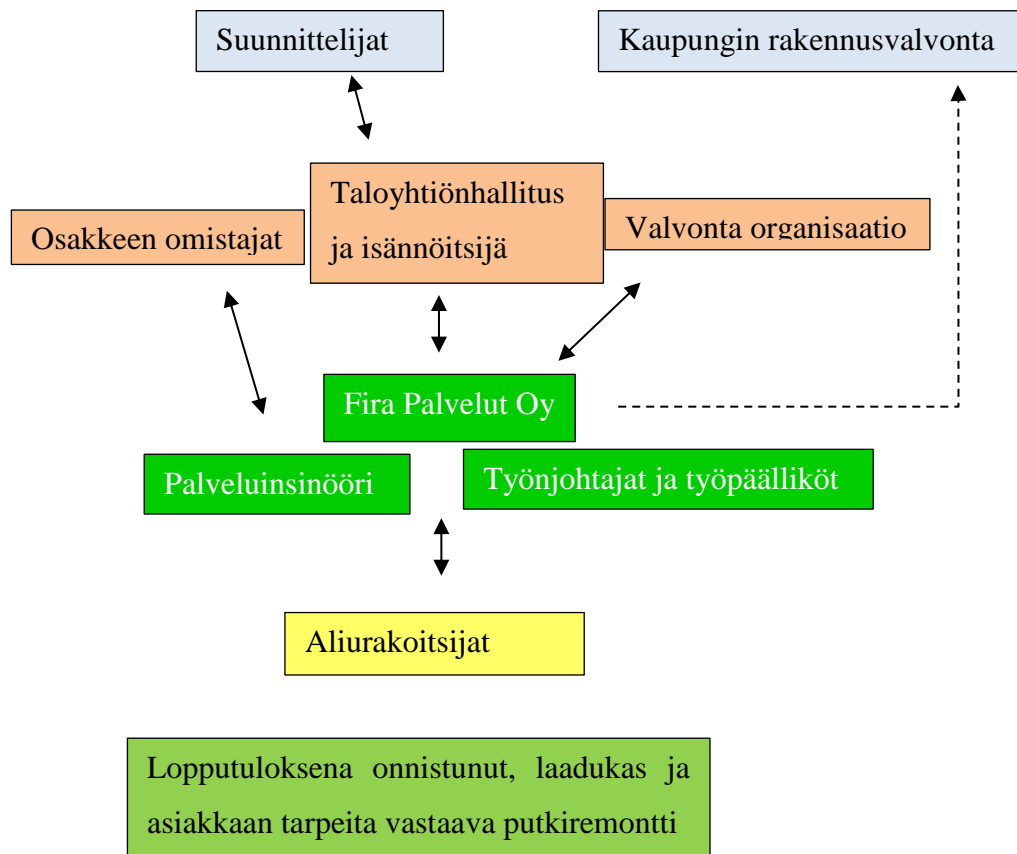 Suunnittelijat
Kaupungin rakennusvalvonta
Taloyhtiönhallitus
ja isännöitsijä
Osakkeen omistajat
Valvonta organisaatio
Fira Palvelut Oy
Palveluinsinööri
Työnjohtajat ja työpäälliköt
Aliurakoitsijat
Lopputuloksena onnistunut, laadukas ja
asiakkaan tarpeita vastaava putkiremontti